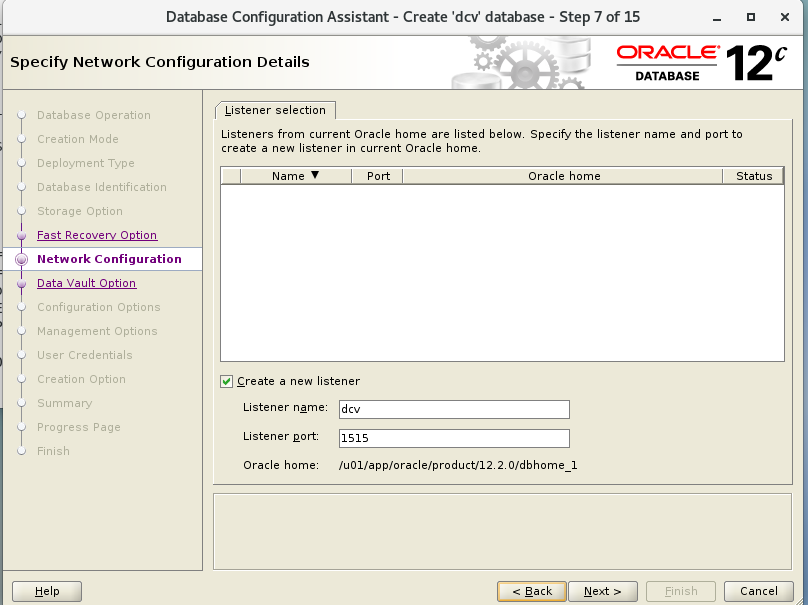 Database Configuration Assistant - Create 'dcv' database - Step 7 of 15
Specify Network Configuration Details
ORACLE
DATABASE
12c
Database Operation
Creation Mode
Deployment Type
Database Identification
Storage Option
Fast Recovery Option
Network Configuration
Data Vault Option
Configuration Options
Management Options
User Credentials
Creation Option
Summary
Progress Page
Finish
Listener selection
Listeners from current Oracle home are listed below. Specify the listener name and port to
create a new listener in current Oracle home.
Name Port Oracle home Status
Create a new listener
Listener name: dcv
Listener port: 1515
Oracle home: /u01/app/oracle/product/12.2.0/dbhome_1
Help < Back Next > Finish Cancel